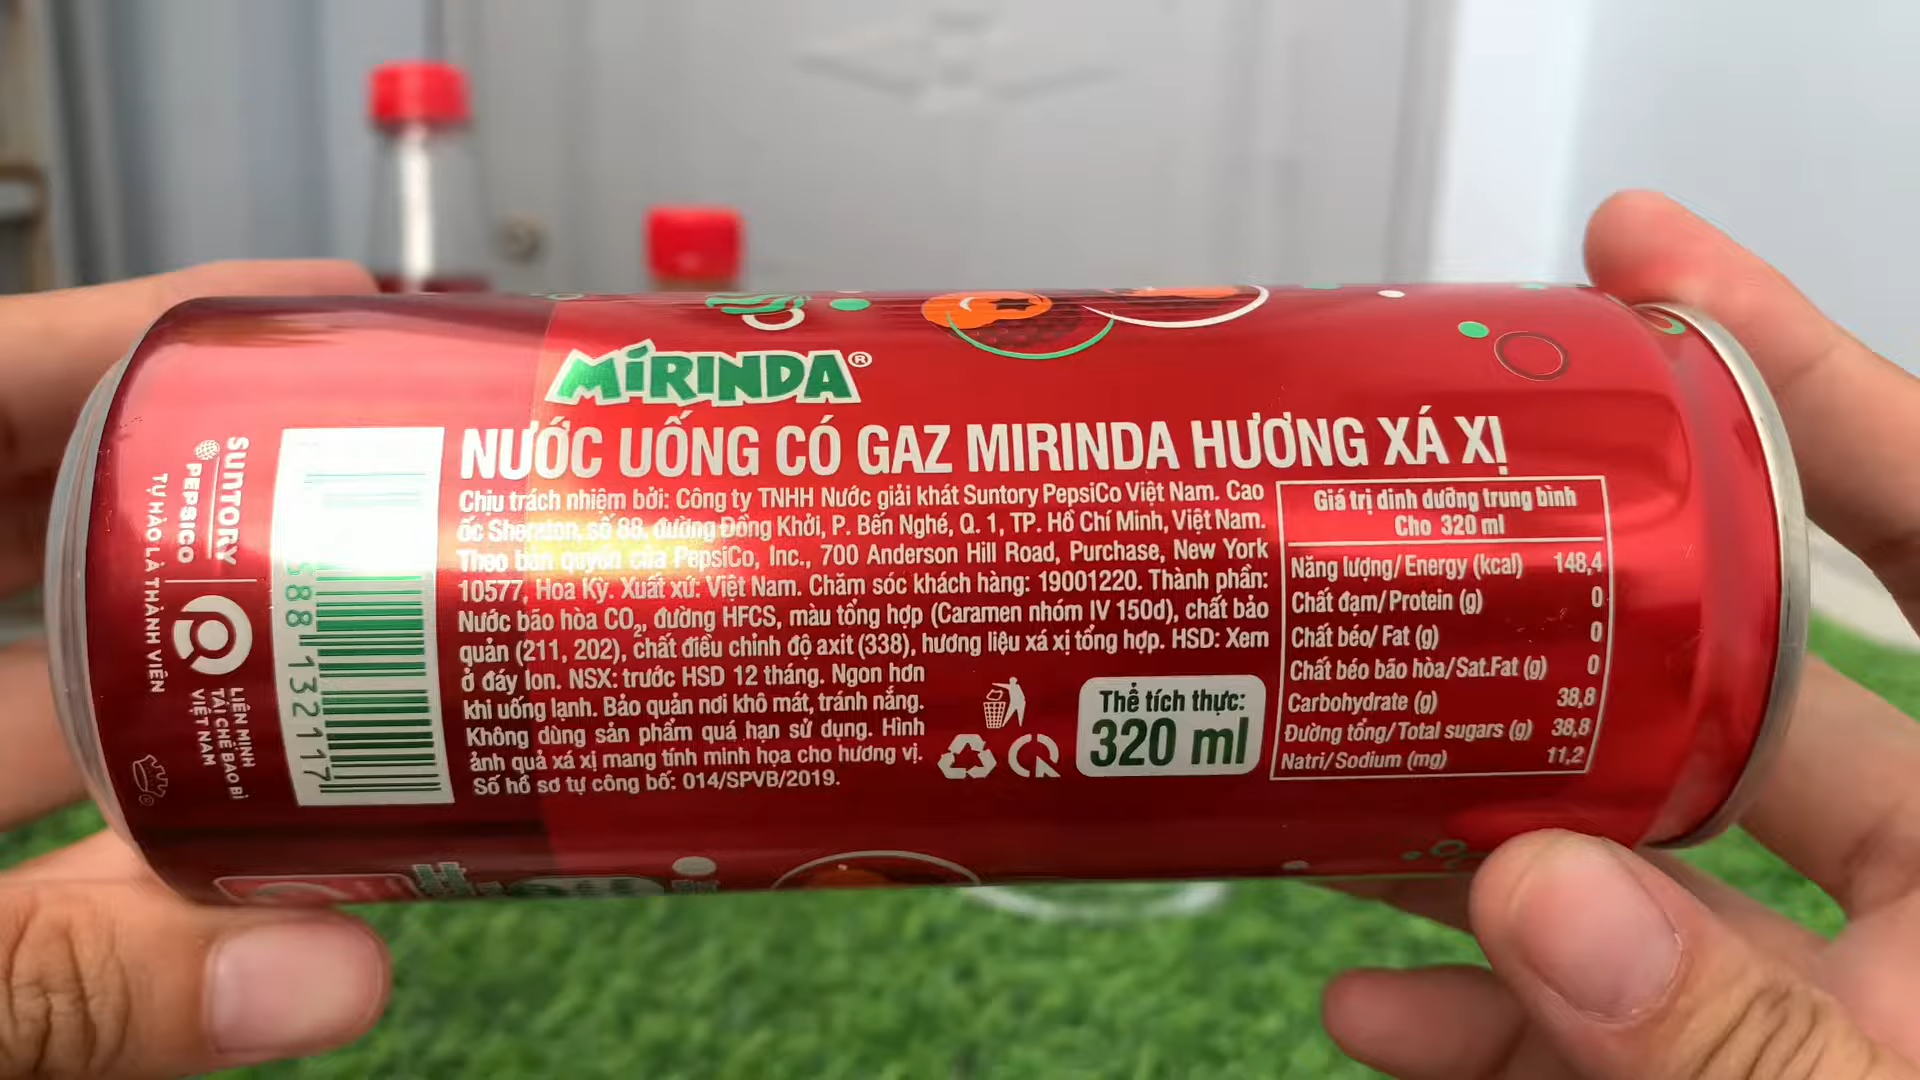 MIRINDA®
NƯỚC UỐNG CÓ GAZ MIRINDA HƯƠNG XÁ XỊ
Chịu trách nhiệm bởi: Công ty TNHH Nước giải khát Suntory PepsiCo Việt Nam. Cao
ốc Sheraton, số 88, đường Đồng Khởi, P. Bến Nghé, Q. 1, TP. Hồ Chí Minh, Việt Nam.
Theo bản quyền của PepsiCo, Inc., 700 Anderson Hill Road, Purchase, New York
10577, Hoa Kỳ. Xuất xứ: Việt Nam. Chăm sóc khách hàng: 19001220. Thành phần:
Nước bão hòa CO₂, đường HFCS, màu tổng hợp (Caramen nhóm IV 150d), chất bảo
quản (211, 202), chất điều chỉnh độ axit (338), hương liệu xá xị tổng hợp. HSD: Xem
ở đáy lon. NSX: trước HSD 12 tháng. Ngon hơn
khi uống lạnh. Bảo quản nơi khô mát, tránh nắng.
Không dùng sản phẩm quá hạn sử dụng. Hình
ảnh quả xá xị mang tính minh họa cho hương vị.
Số hồ sơ tự công bố: 014/SPVB/2019.
Thể tích thực:
320 ml
Giá trị dinh dưỡng trung bình
Cho 320 ml
Năng lượng/ Energy (kcal) 148,4
Chất đạm/ Protein (g) 0
Chất béo/ Fat (g) 0
Chất béo bão hòa/ Sat.Fat (g) 0
Carbohydrate (g) 38,8
Đường tổng/ Total sugars (g) 38,8
Natri/ Sodium (mg) 11,2
SUNTORY
PEPSICO
TỰ HÀO LÀ THÀNH VIÊN
LIÊN MINH
TÁI CHẾ BAO BÌ
VIỆT NAM
588 132117